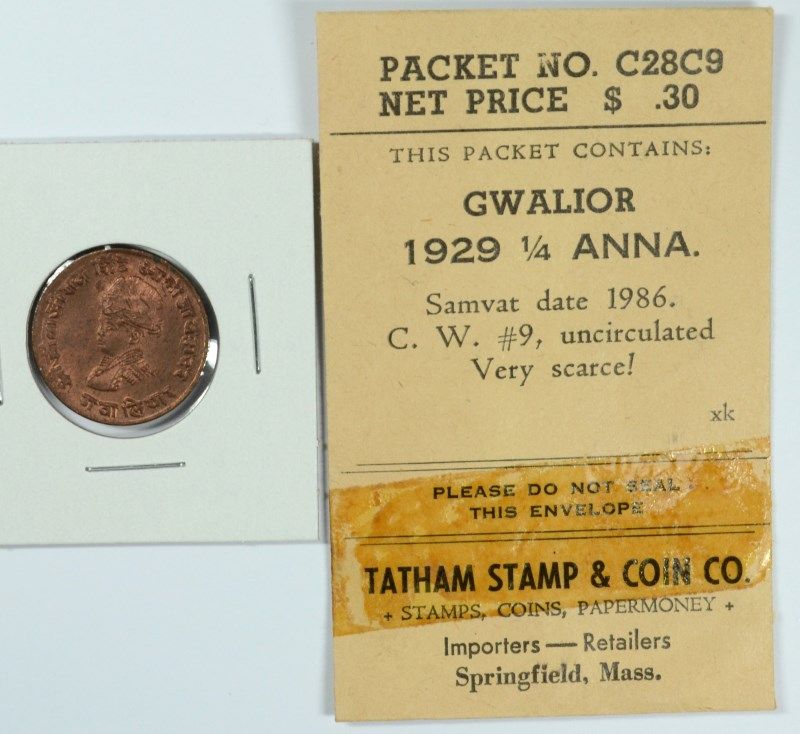 ग्वालियर
PACKET NO. C28C9
NET PRICE $ .30
THIS PACKET CONTAINS:
GWALIOR
1929 ¼ ANNA.
Samvat date 1986.
C. W. #9, uncirculated
Very scarce!
xk
PLEASE DO NOT SEAL
THIS ENVELOPE
TATHAM STAMP & COIN CO.
+ STAMPS, COINS, PAPERMONEY +
Importers — Retailers
Springfield, Mass.